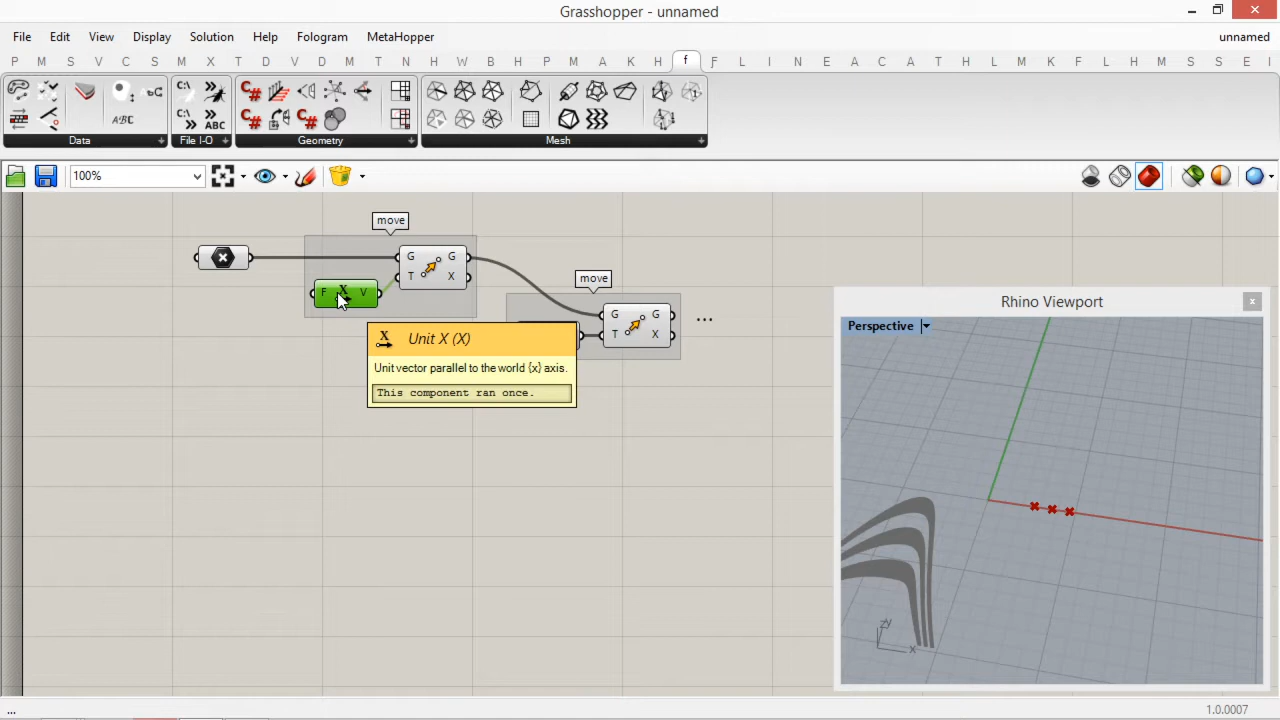 Grasshopper - unnamed
File Edit View Display Solution Help Fologram MetaHopper unnamed
P M S V C S M X T D V D M T N H W B H P M A K H f F L U I N S E A C R L P M S K M S E I
C:\ ABC
C:\ ABC
C# ABC C# C#
Data File I-O Geometry Mesh
100%
move
G G
T X
F X V
move
G G
T X
...
X Unit X (X)
Unit vector parallel to the world {x} axis.
This component ran once.
Rhino Viewport x
Perspective
zy
x
... 1.0.0007